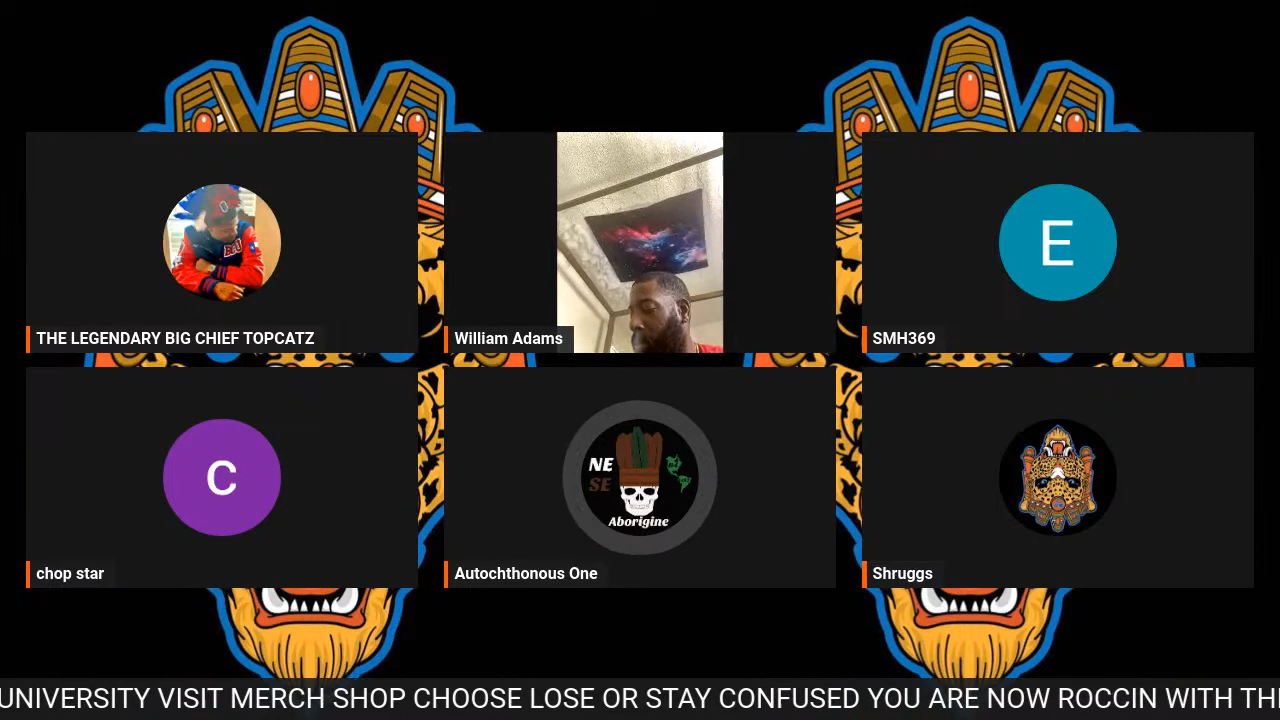 THE LEGENDARY BIG CHIEF TOPCATZ
William Adams
E
SMH369
C
chop star
NE
SE
Aborigine
Autochthonous One
Shruggs
UNIVERSITY VISIT MERCH SHOP CHOOSE LOSE OR STAY CONFUSED YOU ARE NOW ROCCIN WITH